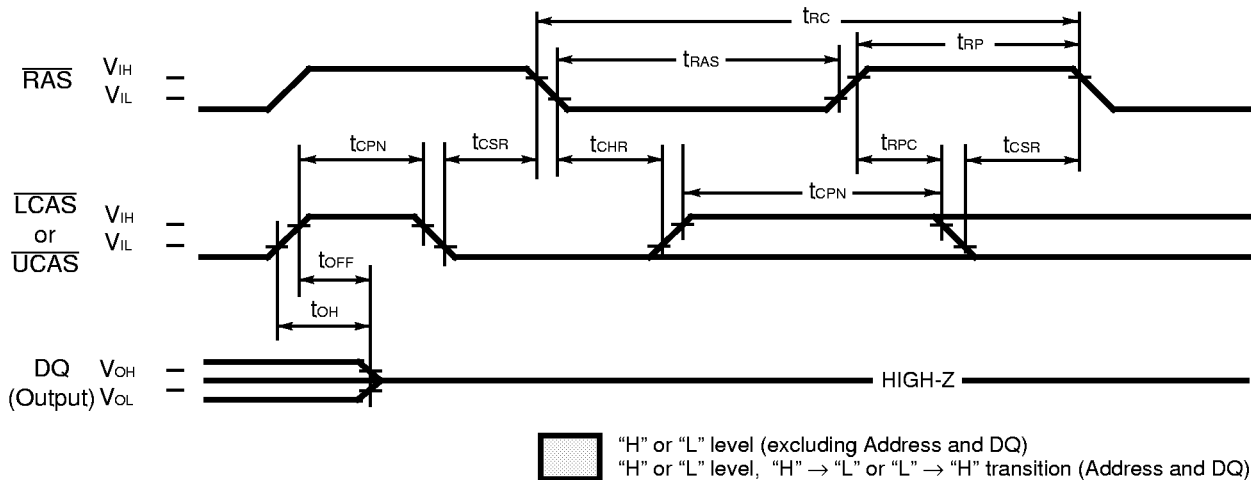 tRC
tRP
tRAS
RAS
VIH
VIL
tCPN
tCSR
tCHR
tRPC
tCSR
tCPN
LCAS
or
UCAS
VIH
VIL
tOFF
tOH
DQ
(Output)
VOH
VOL
HIGH-Z
“H” or “L” level (excluding Address and DQ)
“H” or “L” level, “H” → “L” or “L” → “H” transition (Address and DQ)